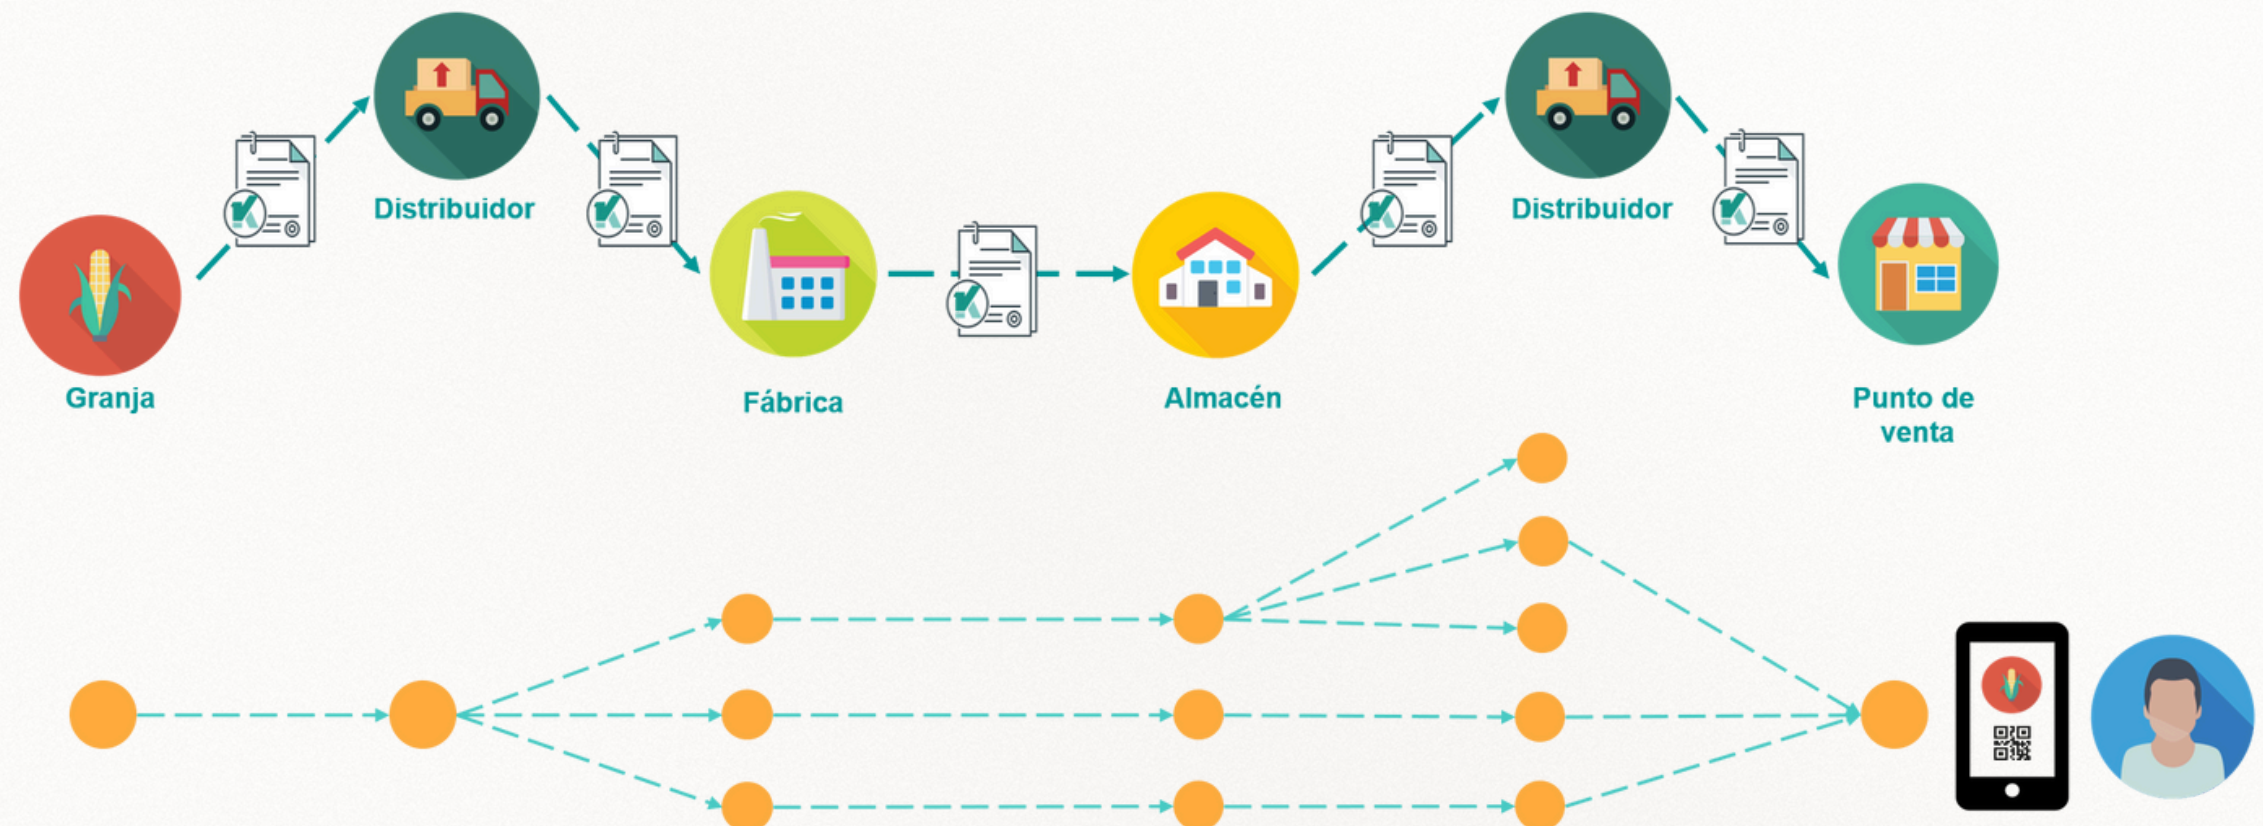 Distribuidor
Distribuidor
Granja
Fábrica
Almacén
Punto de
venta